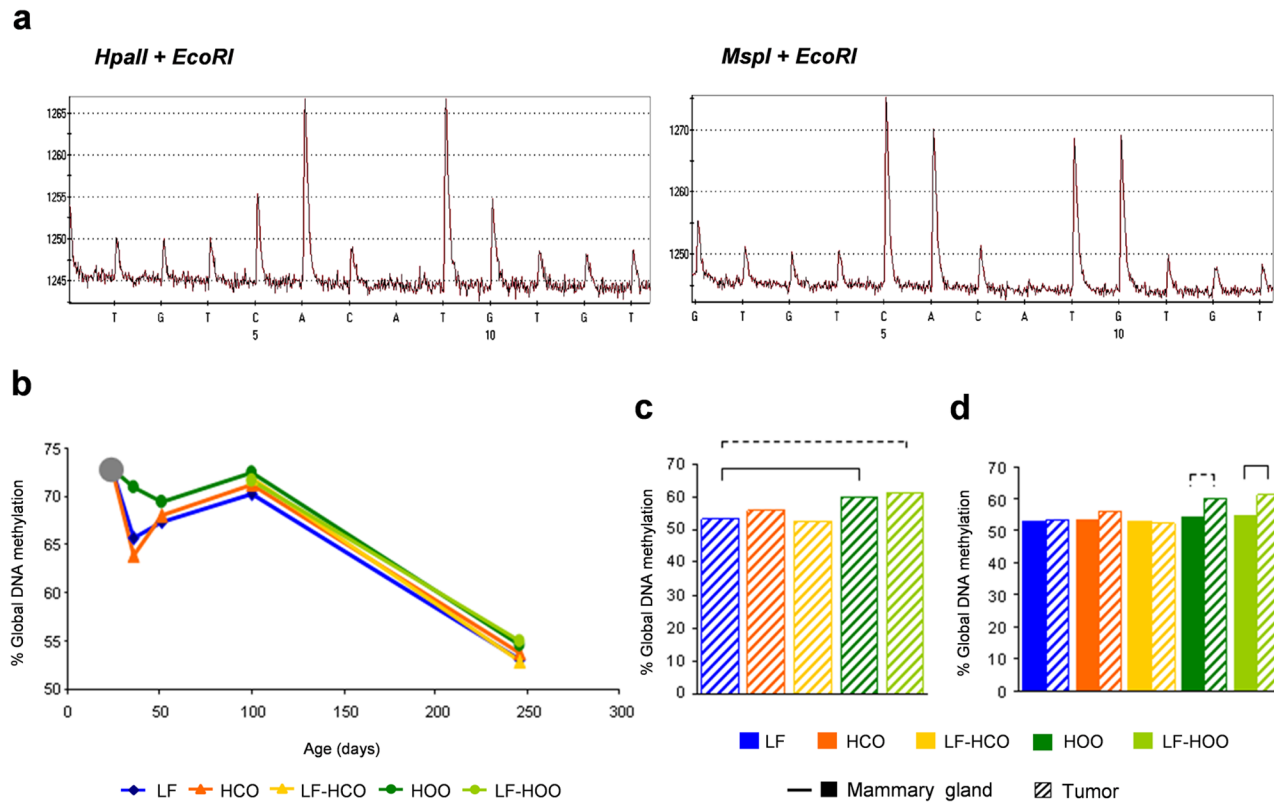 a
HpaII + EcoRI
MspI + EcoRI
1265
1260
1255
1250
1245
T G T C A C A T G T G T
5 10
1270
1260
1250
G T G T C A C A T G T G T
5 10
b
% Global DNA methylation
75
70
65
60
55
50
0 50 100 150 200 250 300
Age (days)
LF HCO LF-HCO HOO LF-HOO
c
% Global DNA methylation
70
60
50
40
30
20
10
0
d
% Global DNA methylation
70
60
50
40
30
20
10
0
LF HCO LF-HCO HOO LF-HOO
Mammary gland Tumor